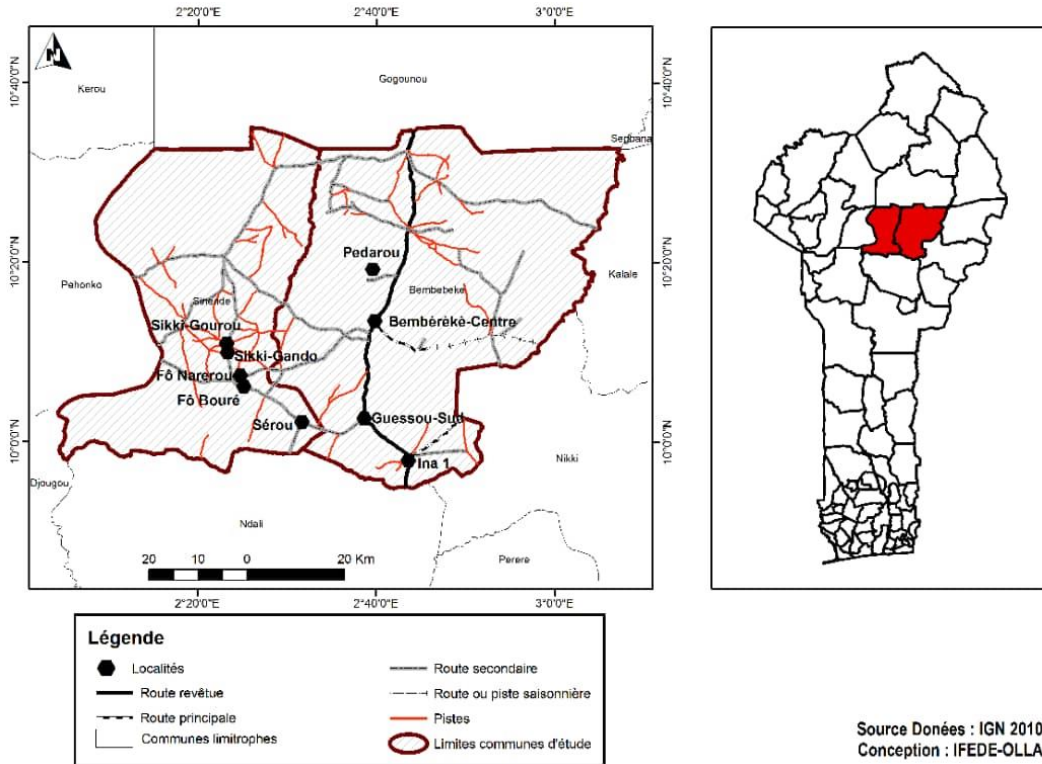 2°20'0"E
2°40'0"E
3°0'0"E
N
10°40'0"N
10°40'0"N
Kerou
Gogounou
Segbana
10°20'0"N
10°20'0"N
Pedarou
Pahonko
Bembebeke
Kalale
Sinende
Sikki-Gourou
Bembèrèkè-Centre
Sikki-Gando
Fô Narerou
Fô Bouré
Sérou
Guessou-Sud
10°0'0"N
10°0'0"N
Ina 1
Nikki
Djougou
Ndali
Perere
20 10 0 20 Km
2°20'0"E
2°40'0"E
3°0'0"E
Légende
Localités
Route revêtue
Route principale
Communes limitrophes
Route secondaire
Route ou piste saisonnière
Pistes
Limites communes d'étude
Source Donées : IGN 2010
Conception : IFEDE-OLLA